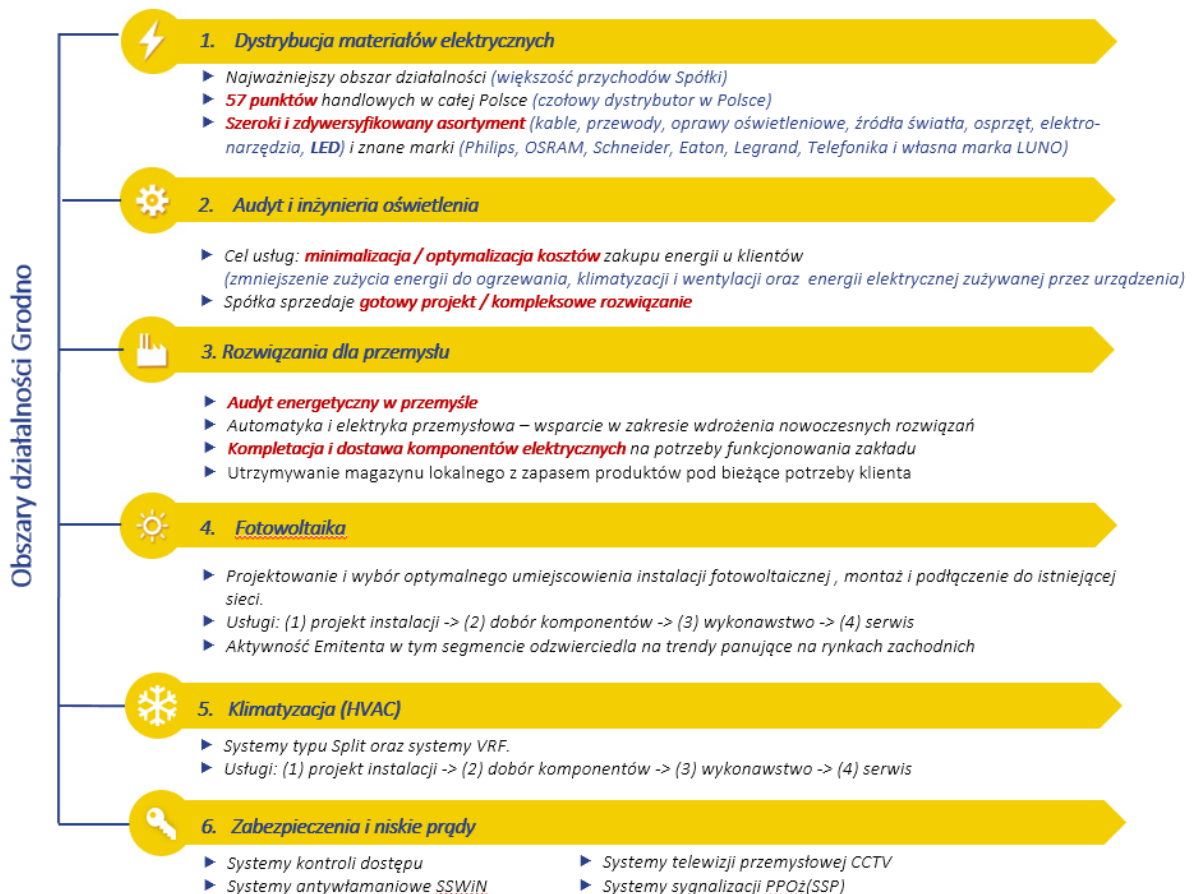 Obszary działalności Grodno
1. Dystrybucja materiałów elektrycznych
► Najważniejszy obszar działalności (większość przychodów Spółki)
► 57 punktów handlowych w całej Polsce (czołowy dystrybutor w Polsce)
► Szeroki i zdywersyfikowany asortyment (kable, przewody, oprawy oświetleniowe, źródła światła, osprzęt, elektro-
narzędzia, LED) i znane marki (Philips, OSRAM, Schneider, Eaton, Legrand, Telefonika i własna marka LUNO)
2. Audyt i inżynieria oświetlenia
► Cel usług: minimalizacja / optymalizacja kosztów zakupu energii u klientów
(zmniejszenie zużycia energii do ogrzewania, klimatyzacji i wentylacji oraz energii elektrycznej zużywanej przez urządzenia)
► Spółka sprzedaje gotowy projekt / kompleksowe rozwiązanie
3. Rozwiązania dla przemysłu
► Audyt energetyczny w przemyśle
► Automatyka i elektryka przemysłowa – wsparcie w zakresie wdrożenia nowoczesnych rozwiązań
► Kompletacja i dostawa komponentów elektrycznych na potrzeby funkcjonowania zakładu
► Utrzymywanie magazynu lokalnego z zapasem produktów pod bieżące potrzeby klienta
4. Fotowoltaika
► Projektowanie i wybór optymalnego umiejscowienia instalacji fotowoltaicznej , montaż i podłączenie do istniejącej
sieci.
► Usługi: (1) projekt instalacji -> (2) dobór komponentów -> (3) wykonawstwo -> (4) serwis
► Aktywność Emitenta w tym segmencie odzwierciedla na trendy panujące na rynkach zachodnich
5. Klimatyzacja (HVAC)
► Systemy typu Split oraz systemy VRF.
► Usługi: (1) projekt instalacji -> (2) dobór komponentów -> (3) wykonawstwo -> (4) serwis
6. Zabezpieczenia i niskie prądy
► Systemy kontroli dostępu
► Systemy antywłamaniowe SSWiN
► Systemy telewizji przemysłowej CCTV
► Systemy sygnalizacji PPOż(SSP)